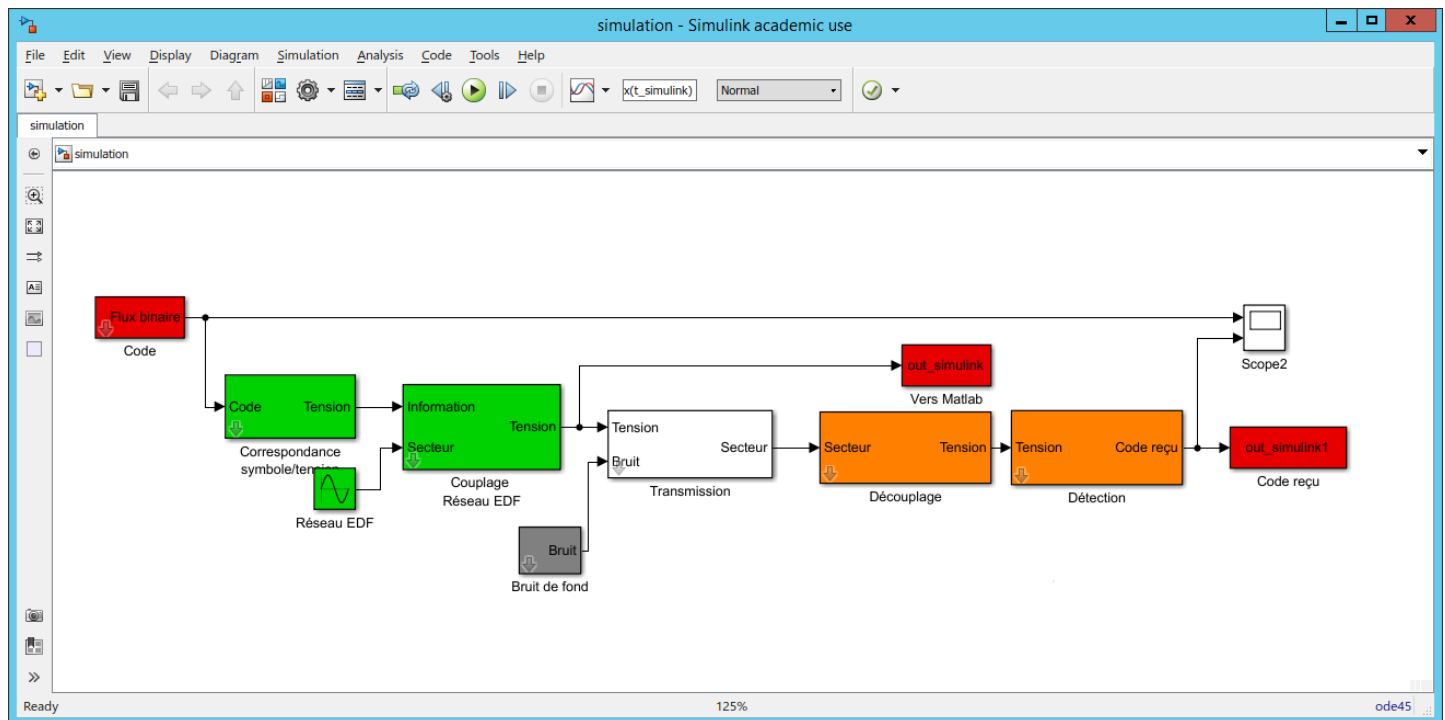 simulation - Simulink academic use
File Edit View Display Diagram Simulation Analysis Code Tools Help
x(t_simulink) Normal
simulation
simulation
Flux binaire
Code
Scope2
out_simulink
Vers Matlab
Code Tension
Correspondance
symbole/tension
Information
Secteur
Tension
Couplage
Réseau EDF
Réseau EDF
Tension
Bruit
Secteur
Transmission
Secteur Tension
Découplage
Tension Code reçu
Détection
out_simulink1
Code reçu
Bruit
Bruit de fond
Ready 125% ode45